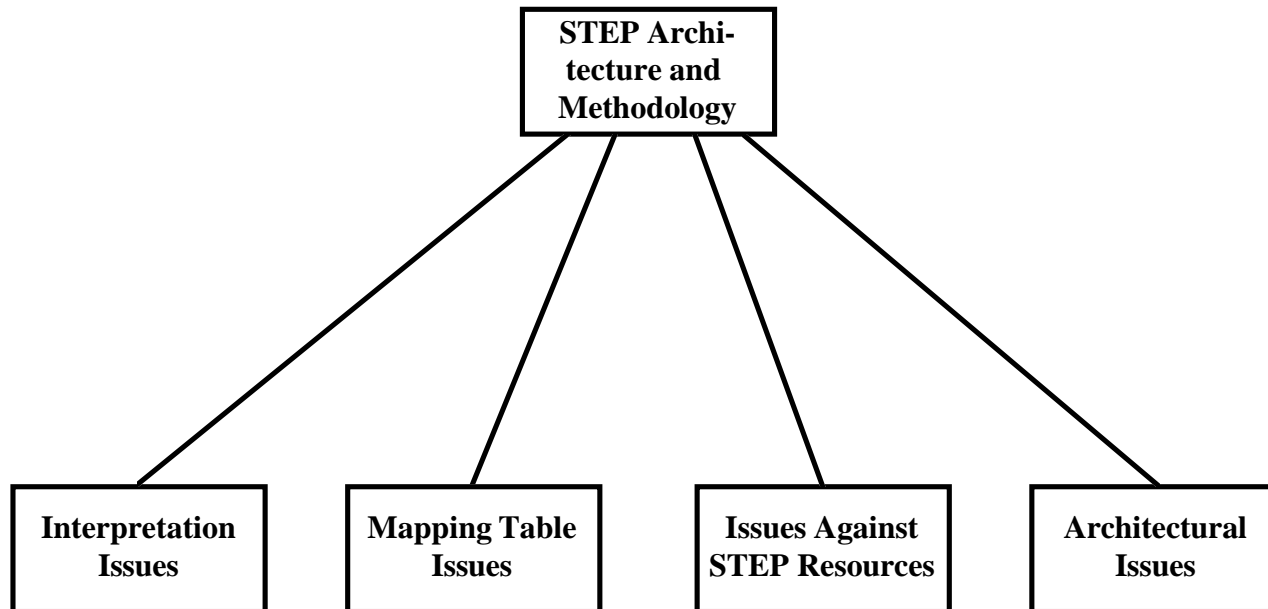 STEP Archi-
tecture and
Methodology
Interpretation
Issues
Mapping Table
Issues
Issues Against
STEP Resources
Architectural
Issues